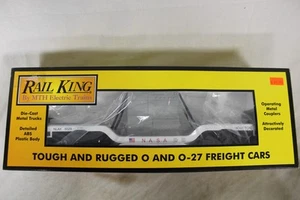 RAIL KING
By MTH Electric Trains
Die-Cast
Metal Trucks
Detailed
ABS
Plastic Body
Operating
Metal
Couplers
Attractively
Decorated
NASA
TOUGH AND RUGGED O AND O-27 FREIGHT CARS